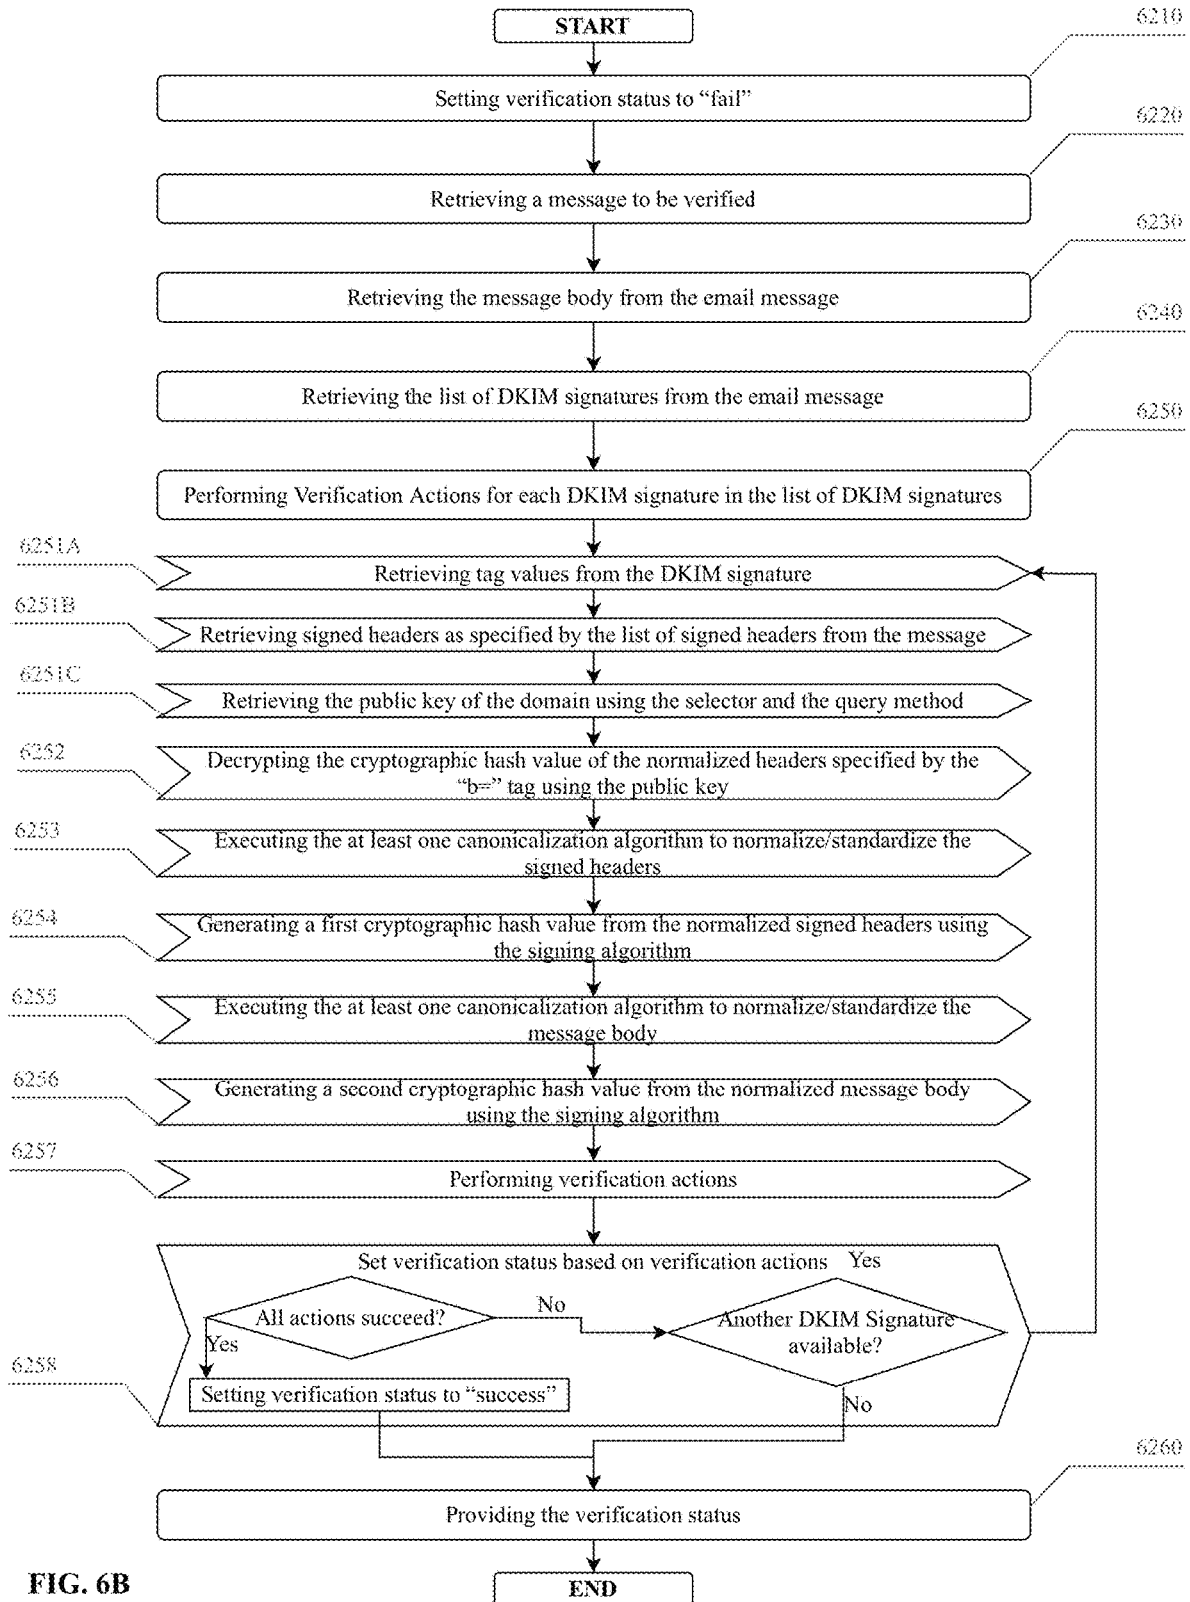 START
6210
Setting verification status to “fail”
6220
Retrieving a message to be verified
6230
Retrieving the message body from the email message
6240
Retrieving the list of DKIM signatures from the email message
6250
Performing Verification Actions for each DKIM signature in the list of DKIM signatures
6251A
Retrieving tag values from the DKIM signature
6251B
Retrieving signed headers as specified by the list of signed headers from the message
6251C
Retrieving the public key of the domain using the selector and the query method
6252
Decrypting the cryptographic hash value of the normalized headers specified by the
“b=” tag using the public key
6253
Executing the at least one canonicalization algorithm to normalize/standardize the
signed headers
6254
Generating a first cryptographic hash value from the normalized signed headers using
the signing algorithm
6255
Executing the at least one canonicalization algorithm to normalize/standardize the
message body
6256
Generating a second cryptographic hash value from the normalized message body
using the signing algorithm
6257
Performing verification actions
Set verification status based on verification actions
Yes
All actions succeed?
No
Another DKIM Signature
available?
Yes
6258
Setting verification status to “success”
No
6260
Providing the verification status
FIG. 6B
END